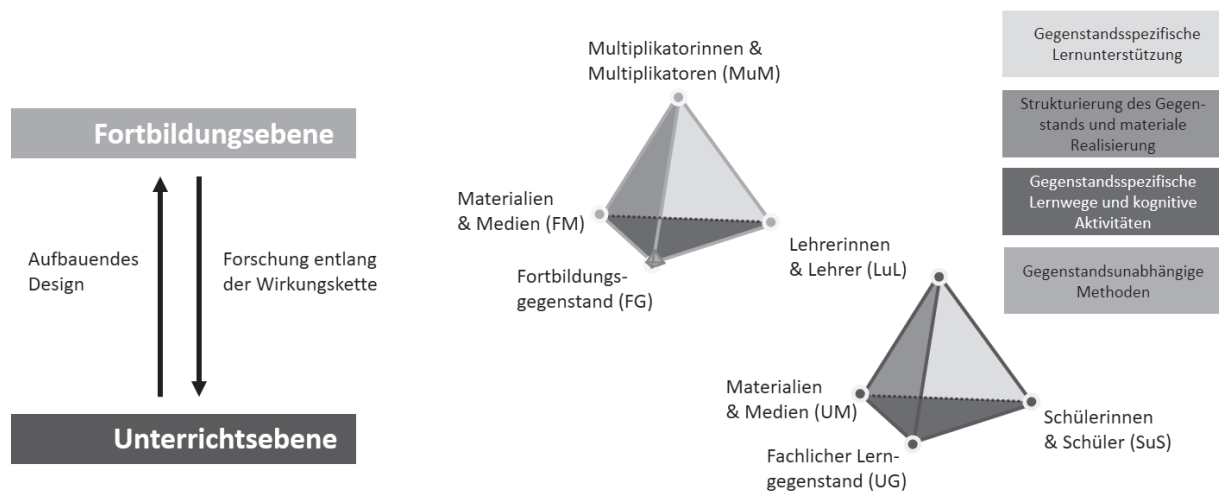 Fortbildungsebene
Aufbauendes
Design
Forschung entlang
der Wirkungskette
Unterrichtsebene
Multiplikatorinnen &
Multiplikatoren (MuM)
Materialien
& Medien (FM)
Fortbildungs-
gegenstand (FG)
Lehrerinnen
& Lehrer (LuL)
Materialien
& Medien (UM)
Fachlicher Lern-
gegenstand (UG)
Schülerinnen
& Schüler (SuS)
Gegenstandsspezifische
Lernunterstützung
Strukturierung des Gegen-
stands und materiale
Realisierung
Gegenstandsspezifische
Lernwege und kognitive
Aktivitäten
Gegenstandsunabhängige
Methoden